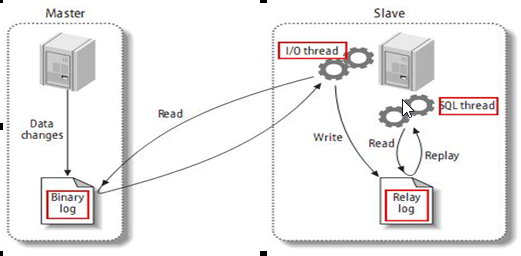 Master
Slave
I/O thread
SQL thread
Data
changes
Read
Write
Read
Replay
Binary
log
Relay
log